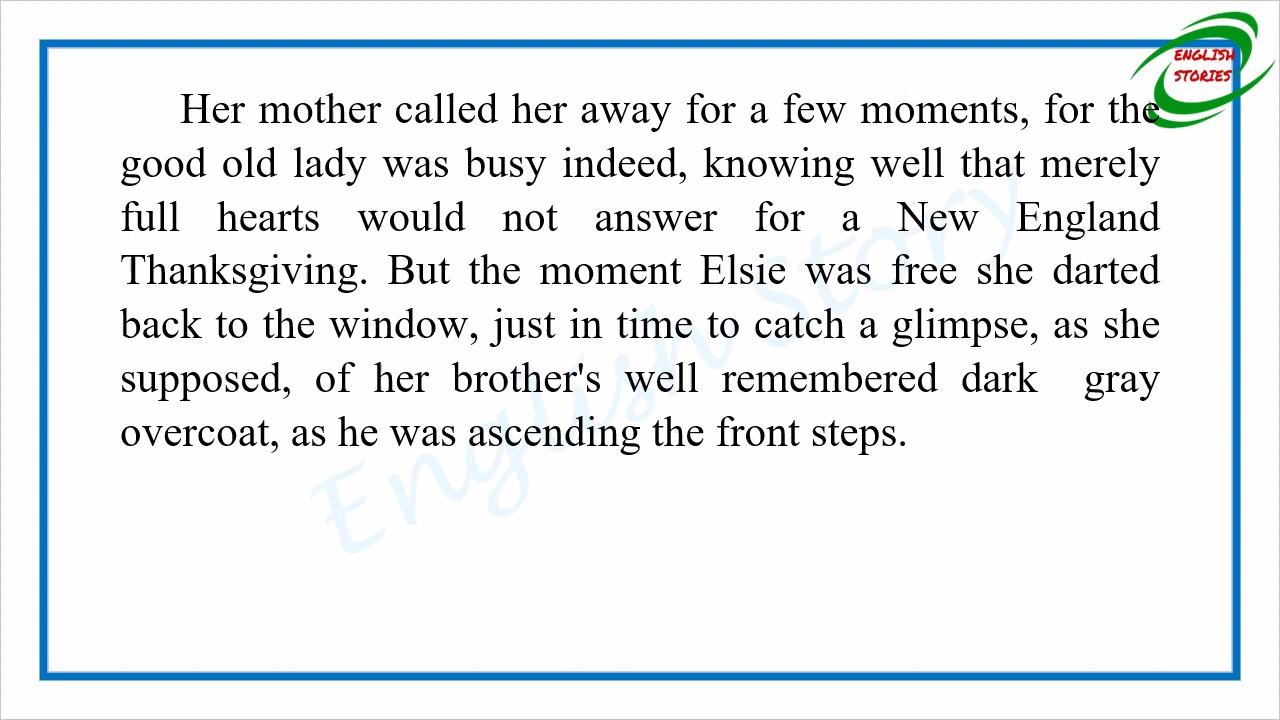 ENGLISH
STORIES
Her mother called her away for a few moments, for the
good old lady was busy indeed, knowing well that merely
full hearts would not answer for a New England
Thanksgiving. But the moment Elsie was free she darted
back to the window, just in time to catch a glimpse, as she
supposed, of her brother's well remembered dark  gray
overcoat, as he was ascending the front steps.
English Story